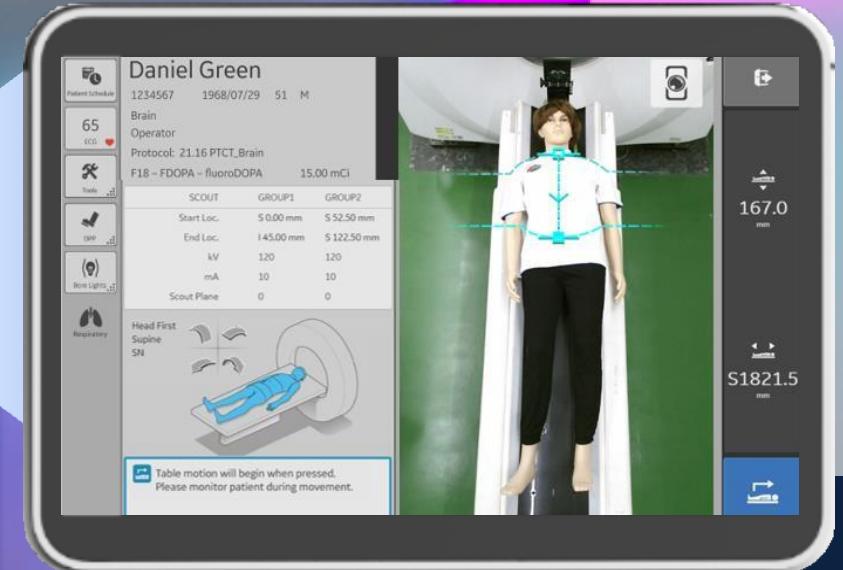 Patient Schedule
65
ECG
Tools
DPP
Bore Lights
Respiratory
Daniel Green
1234567 1968/07/29 51 M
Brain
Operator
Protocol: 21.16 PTCT_Brain
F18 – FDOPA – fluoroDOPA 15.00 mCi
SCOUT GROUP1 GROUP2
Start Loc. S 0.00 mm S 52.50 mm
End Loc. I 45.00 mm S 122.50 mm
kV 120 120
mA 10 10
Scout Plane 0 0
Head First
Supine
SN
Table motion will begin when pressed.
Please monitor patient during movement.
167.0
mm
S1821.5
mm